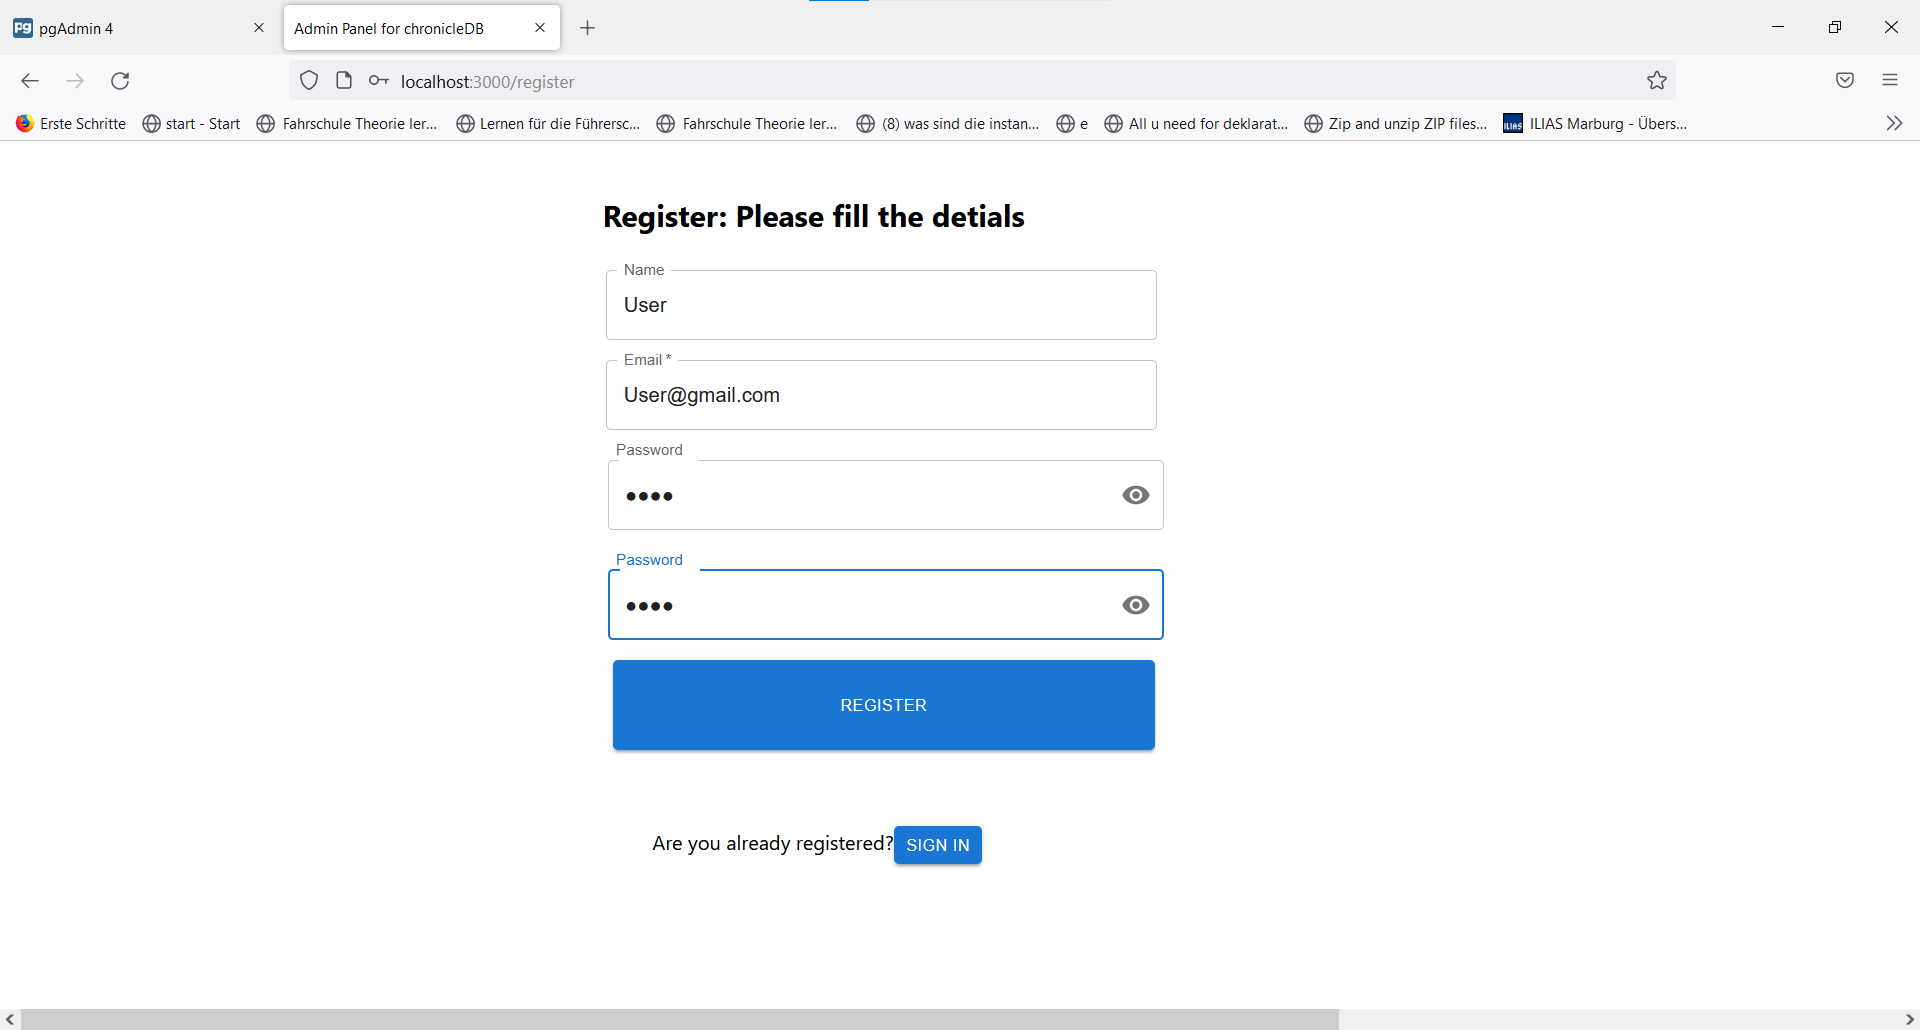 pgAdmin 4
Admin Panel for chronicleDB
localhost:3000/register
Erste Schritte start - Start Fahrschule Theorie ler... Lernen für die Führersc... Fahrschule Theorie ler... (8) was sind die instan... e All u need for deklarat... Zip and unzip ZIP files... ILIAS ILIAS Marburg - Übers...
Register: Please fill the detials
Name
User
Email *
User@gmail.com
Password
••••
Password
••••
REGISTER
Are you already registered? SIGN IN